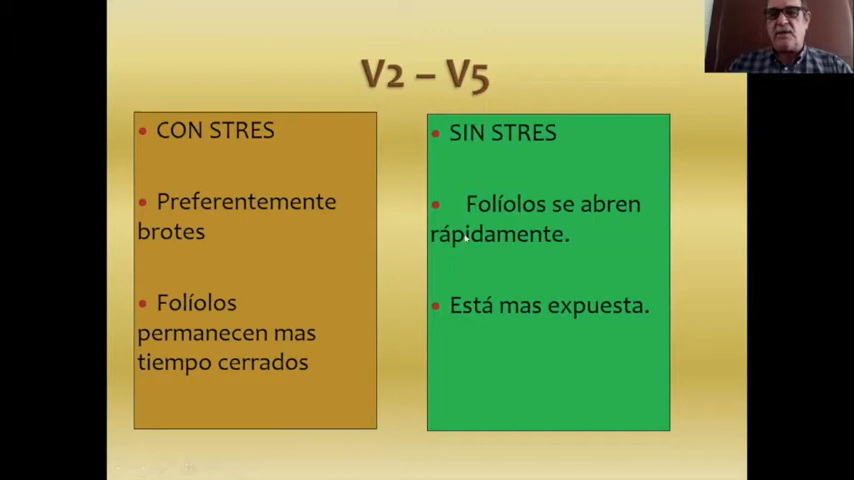 V2 – V5
• CON STRES
• Preferentemente
brotes
• Folíolos
permanecen mas
tiempo cerrados
• SIN STRES
• Folíolos se abren
rápidamente.
• Está mas expuesta.